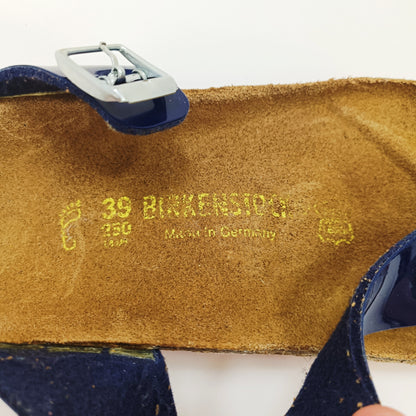 39 BIRKENSTOCK
250 Made in Germany